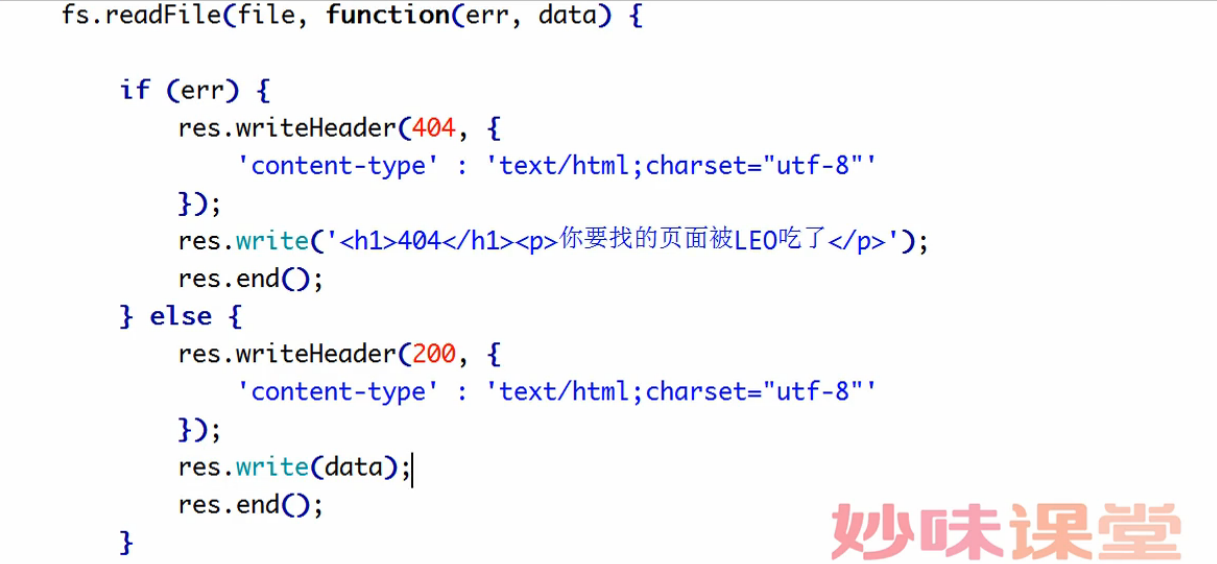 fs.readFile(file, function(err, data) {
if (err) {
res.writeHeader(404, {
'content-type' : 'text/html;charset="utf-8"'
});
res.write('<h1>404</h1><p>你要找的页面被LEO吃了</p>');
res.end();
} else {
res.writeHeader(200, {
'content-type' : 'text/html;charset="utf-8"'
});
res.write(data);
res.end();
}
妙味课堂